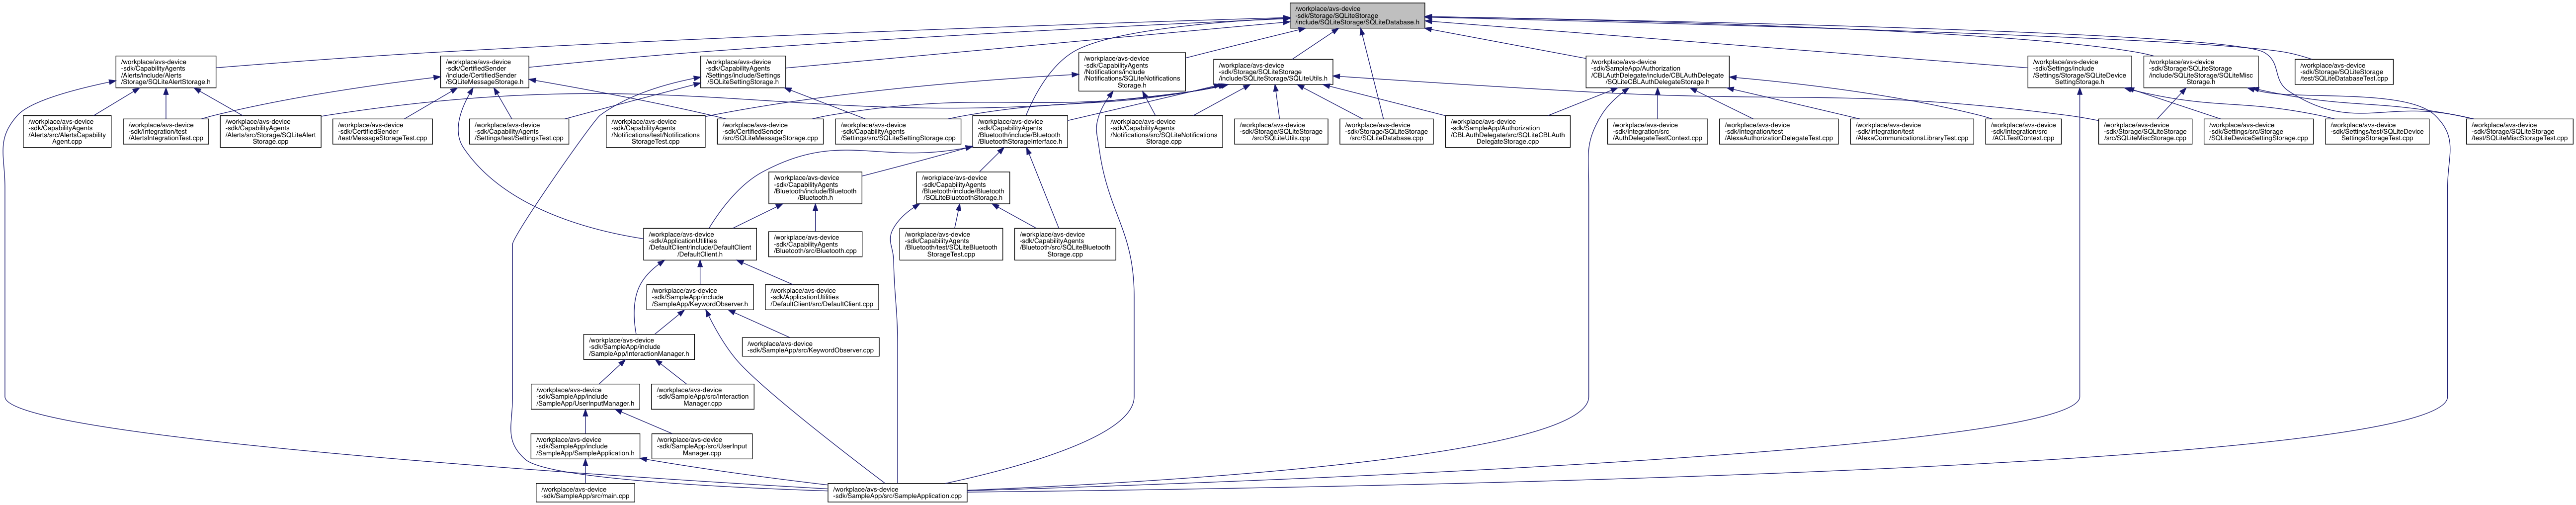 /workplace/avs-device
-sdk/Storage/SQLiteStorage
/include/SQLiteStorage/SQLiteDatabase.h
/workplace/avs-device
-sdk/CapabilityAgents
/Alerts/include/Alerts
/Storage/SQLiteAlertStorage.h
/workplace/avs-device
-sdk/CertifiedSender
/include/CertifiedSender
/SQLiteMessageStorage.h
/workplace/avs-device
-sdk/CapabilityAgents
/Settings/include/Settings
/SQLiteSettingStorage.h
/workplace/avs-device
-sdk/CapabilityAgents
/Notifications/include
/Notifications/SQLiteNotifications
Storage.h
/workplace/avs-device
-sdk/Storage/SQLiteStorage
/include/SQLiteStorage/SQLiteUtils.h
/workplace/avs-device
-sdk/SampleApp/Authorization
/CBLAuthDelegate/include/CBLAuthDelegate
/SQLiteCBLAuthDelegateStorage.h
/workplace/avs-device
-sdk/Settings/include
/Settings/Storage/SQLiteDevice
SettingStorage.h
/workplace/avs-device
-sdk/Storage/SQLiteStorage
/include/SQLiteStorage/SQLiteMisc
Storage.h
/workplace/avs-device
-sdk/Storage/SQLiteStorage
/test/SQLiteDatabaseTest.cpp
/workplace/avs-device
-sdk/CapabilityAgents
/Alerts/src/AlertsCapability
Agent.cpp
/workplace/avs-device
-sdk/Integration/test
/AlertsIntegrationTest.cpp
/workplace/avs-device
-sdk/CapabilityAgents
/Alerts/src/Storage/SQLiteAlert
Storage.cpp
/workplace/avs-device
-sdk/CertifiedSender
/test/MessageStorageTest.cpp
/workplace/avs-device
-sdk/CapabilityAgents
/Settings/test/SettingsTest.cpp
/workplace/avs-device
-sdk/CapabilityAgents
/Notifications/test/Notifications
StorageTest.cpp
/workplace/avs-device
-sdk/CertifiedSender
/src/SQLiteMessageStorage.cpp
/workplace/avs-device
-sdk/CapabilityAgents
/Settings/src/SQLiteSettingStorage.cpp
/workplace/avs-device
-sdk/CapabilityAgents
/Bluetooth/include/Bluetooth
/BluetoothStorageInterface.h
/workplace/avs-device
-sdk/CapabilityAgents
/Notifications/src/SQLiteNotifications
Storage.cpp
/workplace/avs-device
-sdk/Storage/SQLiteStorage
/src/SQLiteUtils.cpp
/workplace/avs-device
-sdk/Storage/SQLiteStorage
/src/SQLiteDatabase.cpp
/workplace/avs-device
-sdk/SampleApp/Authorization
/CBLAuthDelegate/src/SQLiteCBLAuth
DelegateStorage.cpp
/workplace/avs-device
-sdk/Integration/src
/AuthDelegateTestContext.cpp
/workplace/avs-device
-sdk/Integration/test
/AlexaAuthorizationDelegateTest.cpp
/workplace/avs-device
-sdk/Integration/test
/AlexaCommunicationsLibraryTest.cpp
/workplace/avs-device
-sdk/Integration/src
/ACLTestContext.cpp
/workplace/avs-device
-sdk/Storage/SQLiteStorage
/src/SQLiteMiscStorage.cpp
/workplace/avs-device
-sdk/Settings/src/Storage
/SQLiteDeviceSettingStorage.cpp
/workplace/avs-device
-sdk/Settings/test/SQLiteDevice
SettingsStorageTest.cpp
/workplace/avs-device
-sdk/Storage/SQLiteStorage
/test/SQLiteMiscStorageTest.cpp
/workplace/avs-device
-sdk/CapabilityAgents
/Bluetooth/include/Bluetooth
/Bluetooth.h
/workplace/avs-device
-sdk/CapabilityAgents
/Bluetooth/include/Bluetooth
/SQLiteBluetoothStorage.h
/workplace/avs-device
-sdk/ApplicationUtilities
/DefaultClient/include/DefaultClient
/DefaultClient.h
/workplace/avs-device
-sdk/CapabilityAgents
/Bluetooth/src/Bluetooth.cpp
/workplace/avs-device
-sdk/CapabilityAgents
/Bluetooth/test/SQLiteBluetooth
StorageTest.cpp
/workplace/avs-device
-sdk/CapabilityAgents
/Bluetooth/src/SQLiteBluetooth
Storage.cpp
/workplace/avs-device
-sdk/SampleApp/include
/SampleApp/KeywordObserver.h
/workplace/avs-device
-sdk/ApplicationUtilities
/DefaultClient/src/DefaultClient.cpp
/workplace/avs-device
-sdk/SampleApp/include
/SampleApp/InteractionManager.h
/workplace/avs-device
-sdk/SampleApp/src/KeywordObserver.cpp
/workplace/avs-device
-sdk/SampleApp/include
/SampleApp/UserInputManager.h
/workplace/avs-device
-sdk/SampleApp/src/Interaction
Manager.cpp
/workplace/avs-device
-sdk/SampleApp/include
/SampleApp/SampleApplication.h
/workplace/avs-device
-sdk/SampleApp/src/UserInput
Manager.cpp
/workplace/avs-device
-sdk/SampleApp/src/main.cpp
/workplace/avs-device
-sdk/SampleApp/src/SampleApplication.cpp